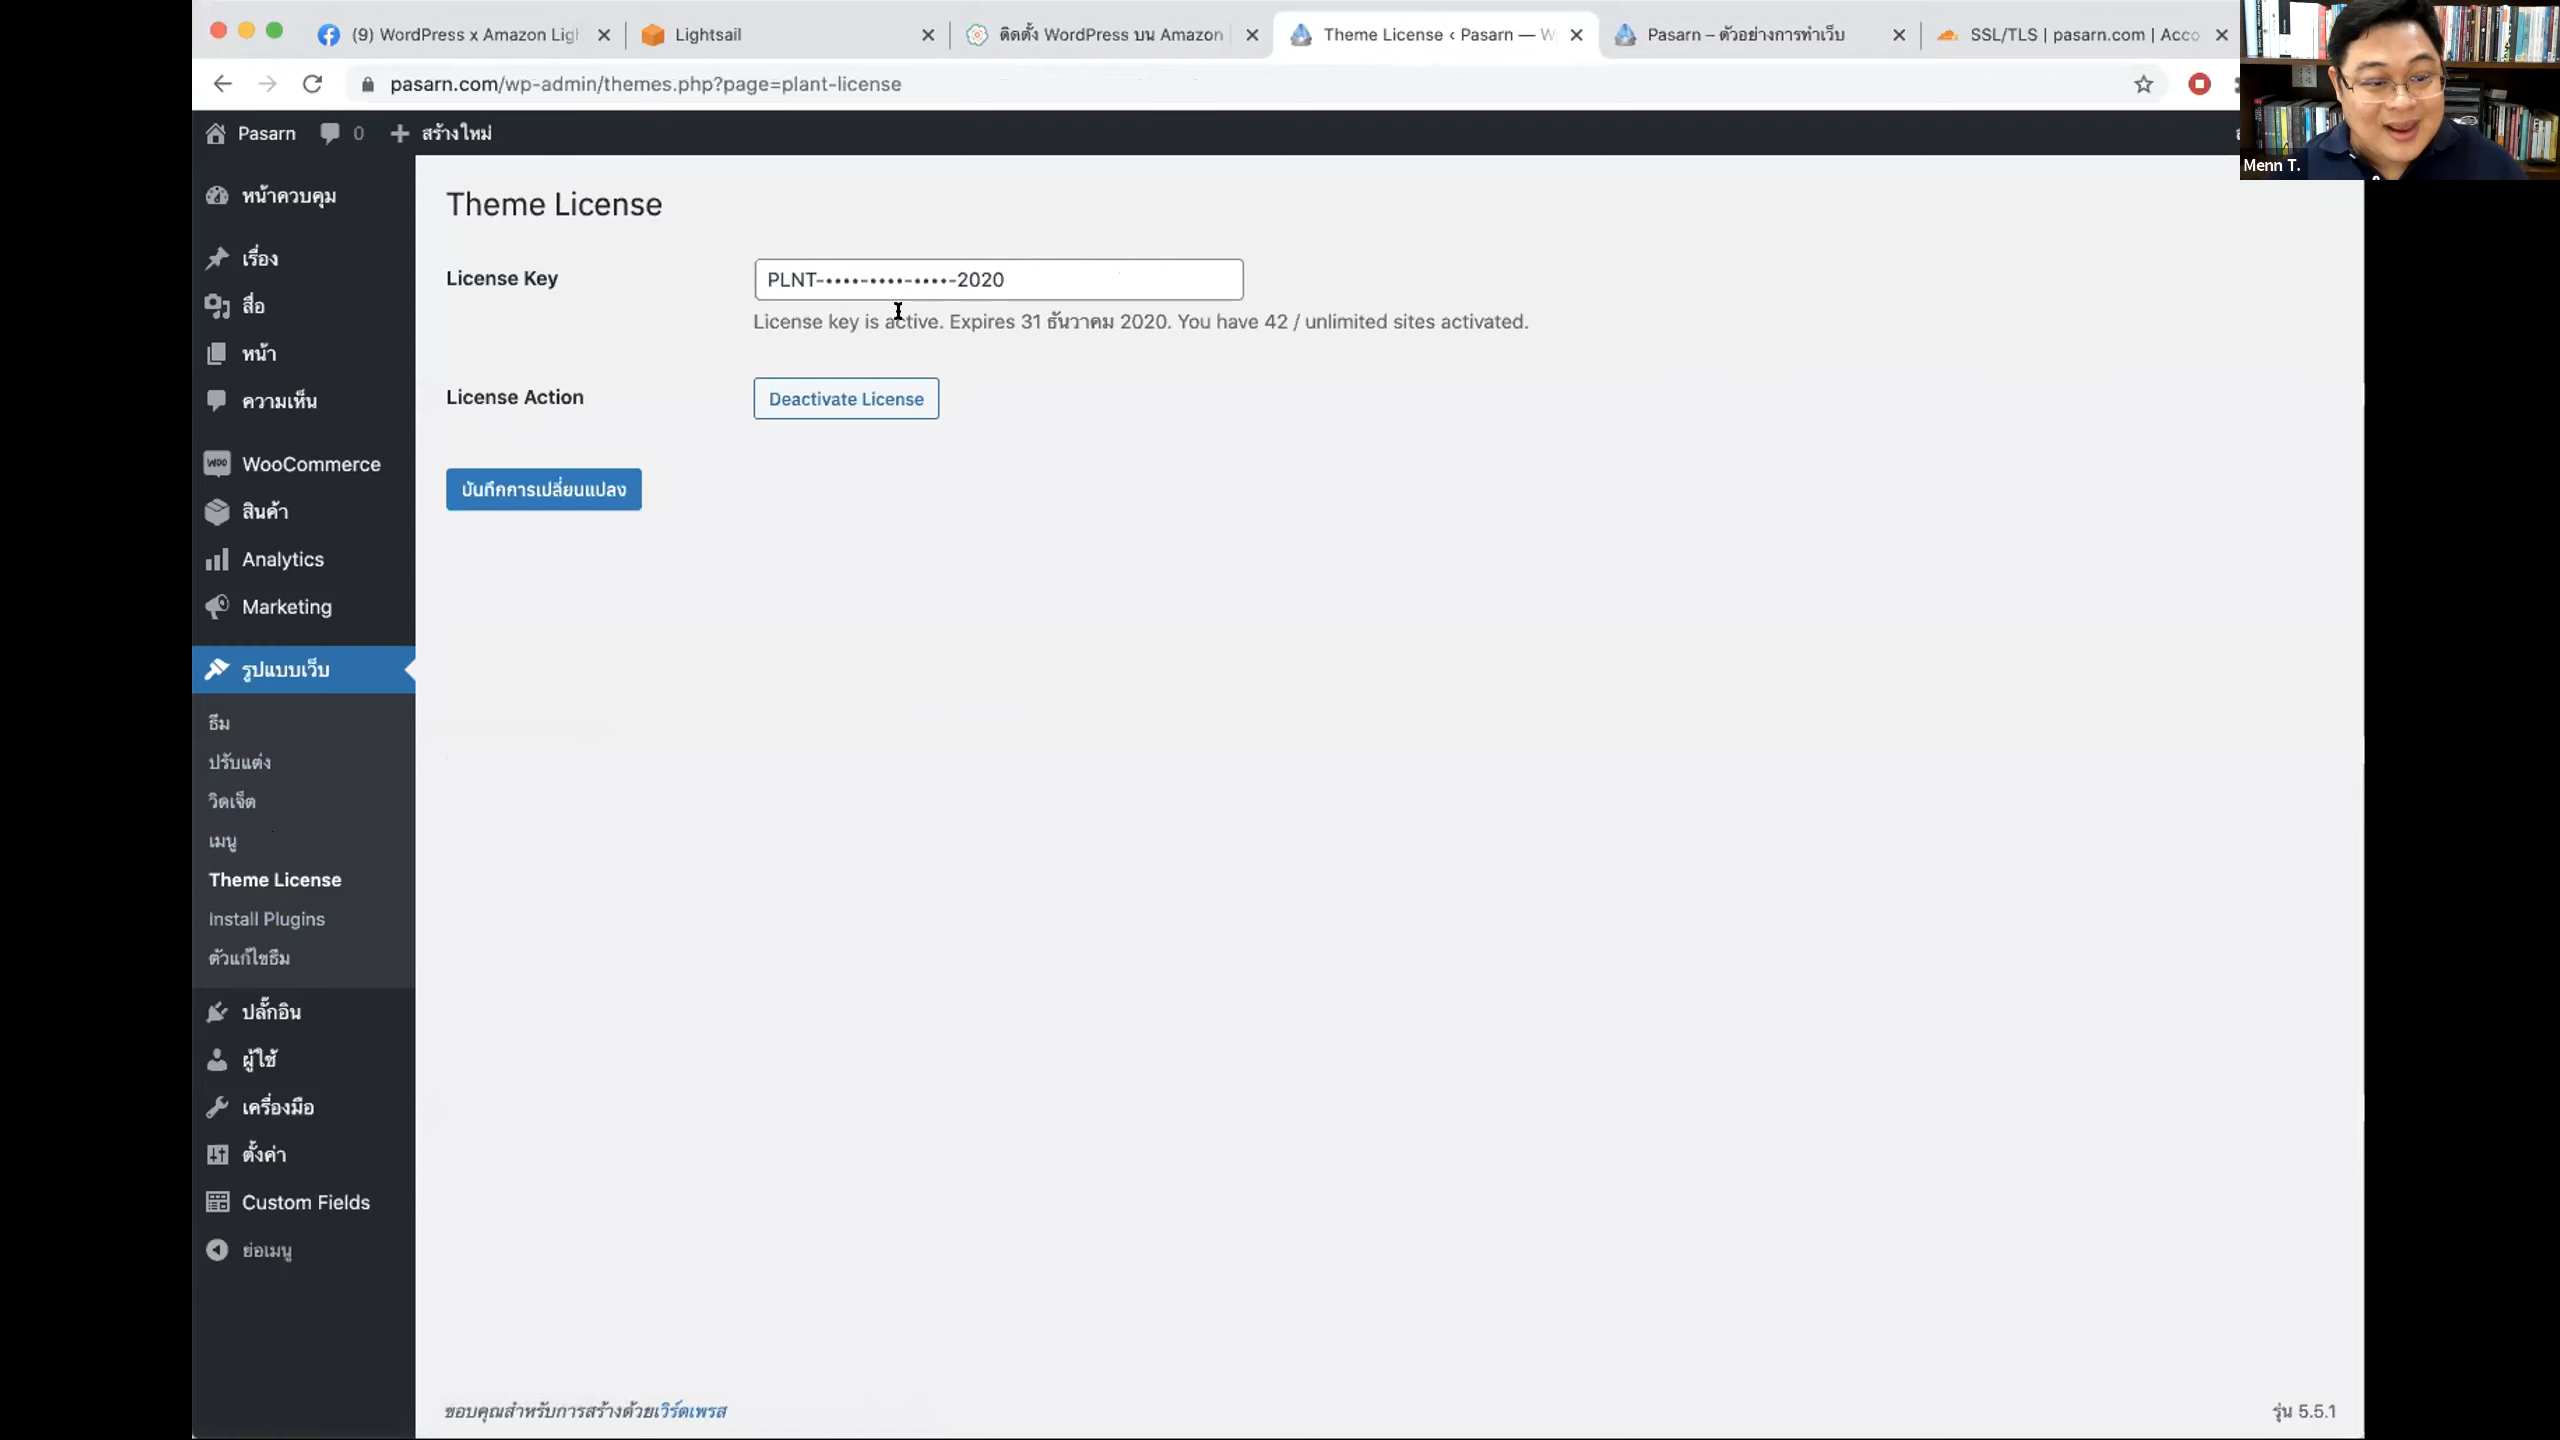 (9) WordPress x Amazon Ligh
Lightsail
ติดตั้ง WordPress บน Amazon
Theme License ‹ Pasarn — W
Pasarn – ตัวอย่างการทำเว็บ
SSL/TLS | pasarn.com | Acco
pasarn.com/wp-admin/themes.php?page=plant-license
Pasarn
0
สร้างใหม่
Menn T.
หน้าควบคุม
เรื่อง
สื่อ
หน้า
ความเห็น
WooCommerce
สินค้า
Analytics
Marketing
รูปแบบเว็บ
ธีม
ปรับแต่ง
วิดเจ็ต
เมนู
Theme License
Install Plugins
ตัวแก้ไขธีม
ปลั๊กอิน
ผู้ใช้
เครื่องมือ
ตั้งค่า
Custom Fields
ย่อเมนู
Theme License
License Key
PLNT-••••-••••-••••-2020
License key is active. Expires 31 ธันวาคม 2020. You have 42 / unlimited sites activated.
License Action
Deactivate License
บันทึกการเปลี่ยนแปลง
ขอบคุณสำหรับการสร้างด้วยเวิร์ดเพรส
รุ่น 5.5.1